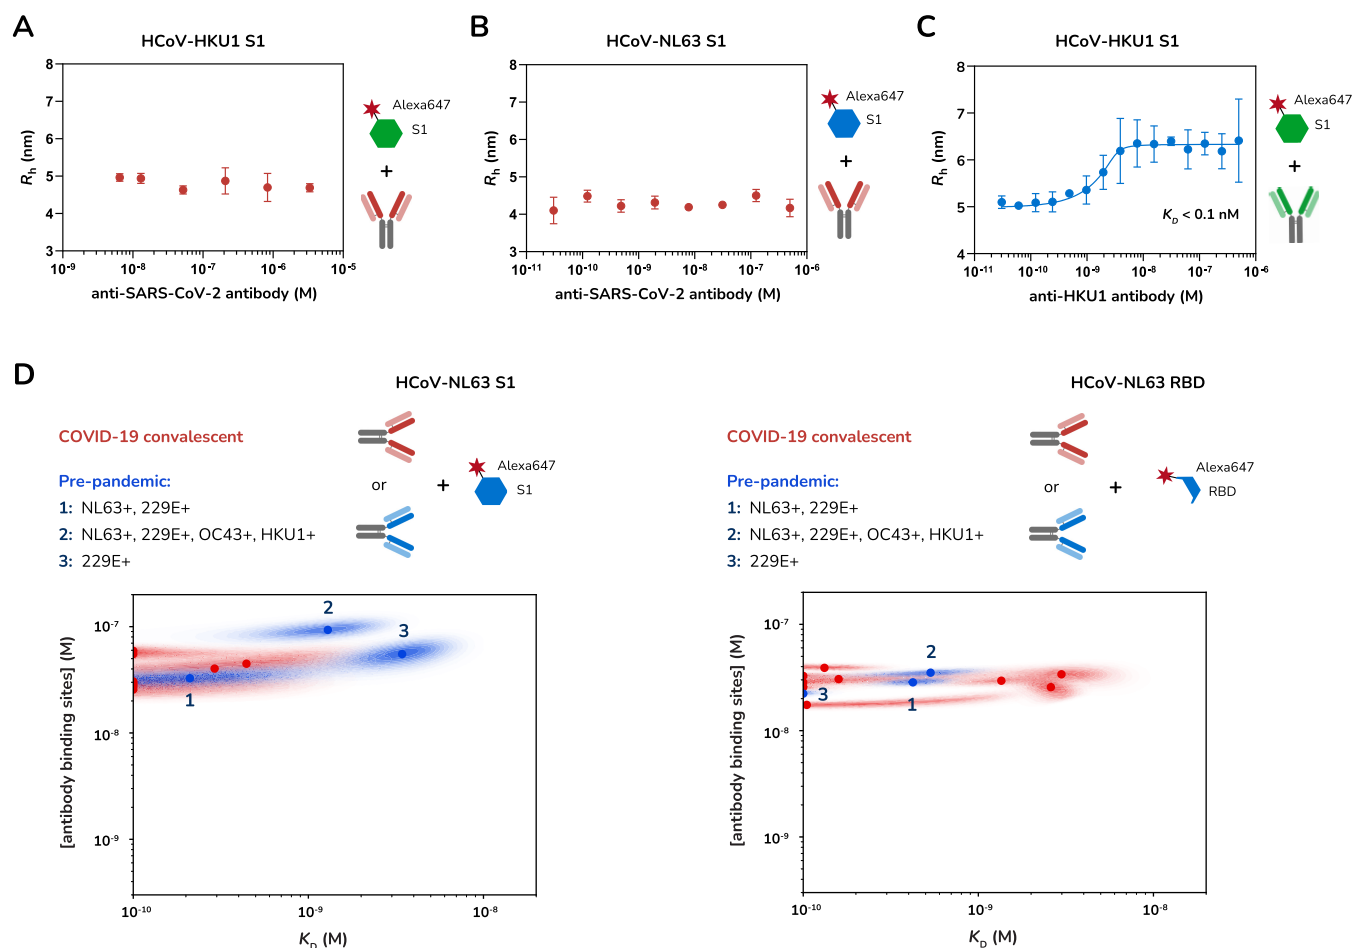 A
HCoV-HKU1 S1
8
7
6
5
4
3
R_h (nm)
10^-9
10^-8
10^-7
10^-6
10^-5
anti-SARS-CoV-2 antibody (M)
Alexa647
S1
+
B
HCoV-NL63 S1
8
7
6
5
4
3
R_h (nm)
10^-11
10^-10
10^-9
10^-8
10^-7
10^-6
anti-SARS-CoV-2 antibody (M)
Alexa647
S1
+
C
HCoV-HKU1 S1
8
7
6
5
4
R_h (nm)
K_D < 0.1 nM
10^-11
10^-10
10^-9
10^-8
10^-7
10^-6
anti-HKU1 antibody (M)
Alexa647
S1
+
D
HCoV-NL63 S1
COVID-19 convalescent
Pre-pandemic:
1: NL63+, 229E+
2: NL63+, 229E+, OC43+, HKU1+
3: 229E+
or
+
Alexa647
S1
[antibody binding sites] (M)
10^-7
10^-8
10^-9
2
3
1
10^-10
10^-9
10^-8
K_D (M)
HCoV-NL63 RBD
COVID-19 convalescent
Pre-pandemic:
1: NL63+, 229E+
2: NL63+, 229E+, OC43+, HKU1+
3: 229E+
or
+
Alexa647
RBD
[antibody binding sites] (M)
10^-7
10^-8
10^-9
2
3
1
10^-10
10^-9
10^-8
K_D (M)